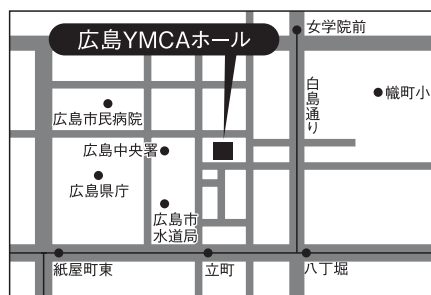 広島YMCAホール
女学院前
白島通り
幟町小
広島市民病院
広島中央署
広島県庁
広島市
水道局
紙屋町東
立町
八丁堀